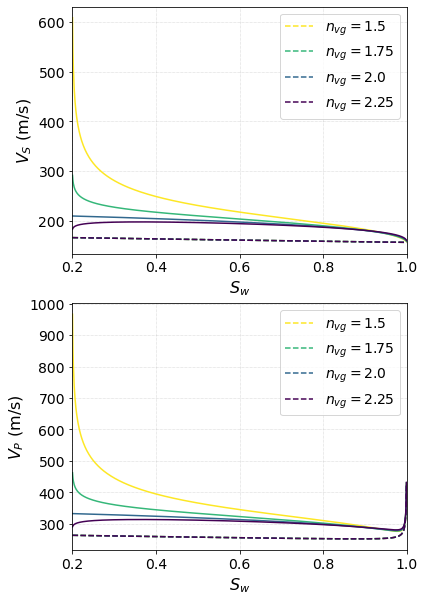 600
500
400
300
200
V_S (m/s)
n_vg = 1.5
n_vg = 1.75
n_vg = 2.0
n_vg = 2.25
0.2 0.4 0.6 0.8 1.0
S_w
1000
900
800
700
600
500
400
300
V_P (m/s)
n_vg = 1.5
n_vg = 1.75
n_vg = 2.0
n_vg = 2.25
0.2 0.4 0.6 0.8 1.0
S_w